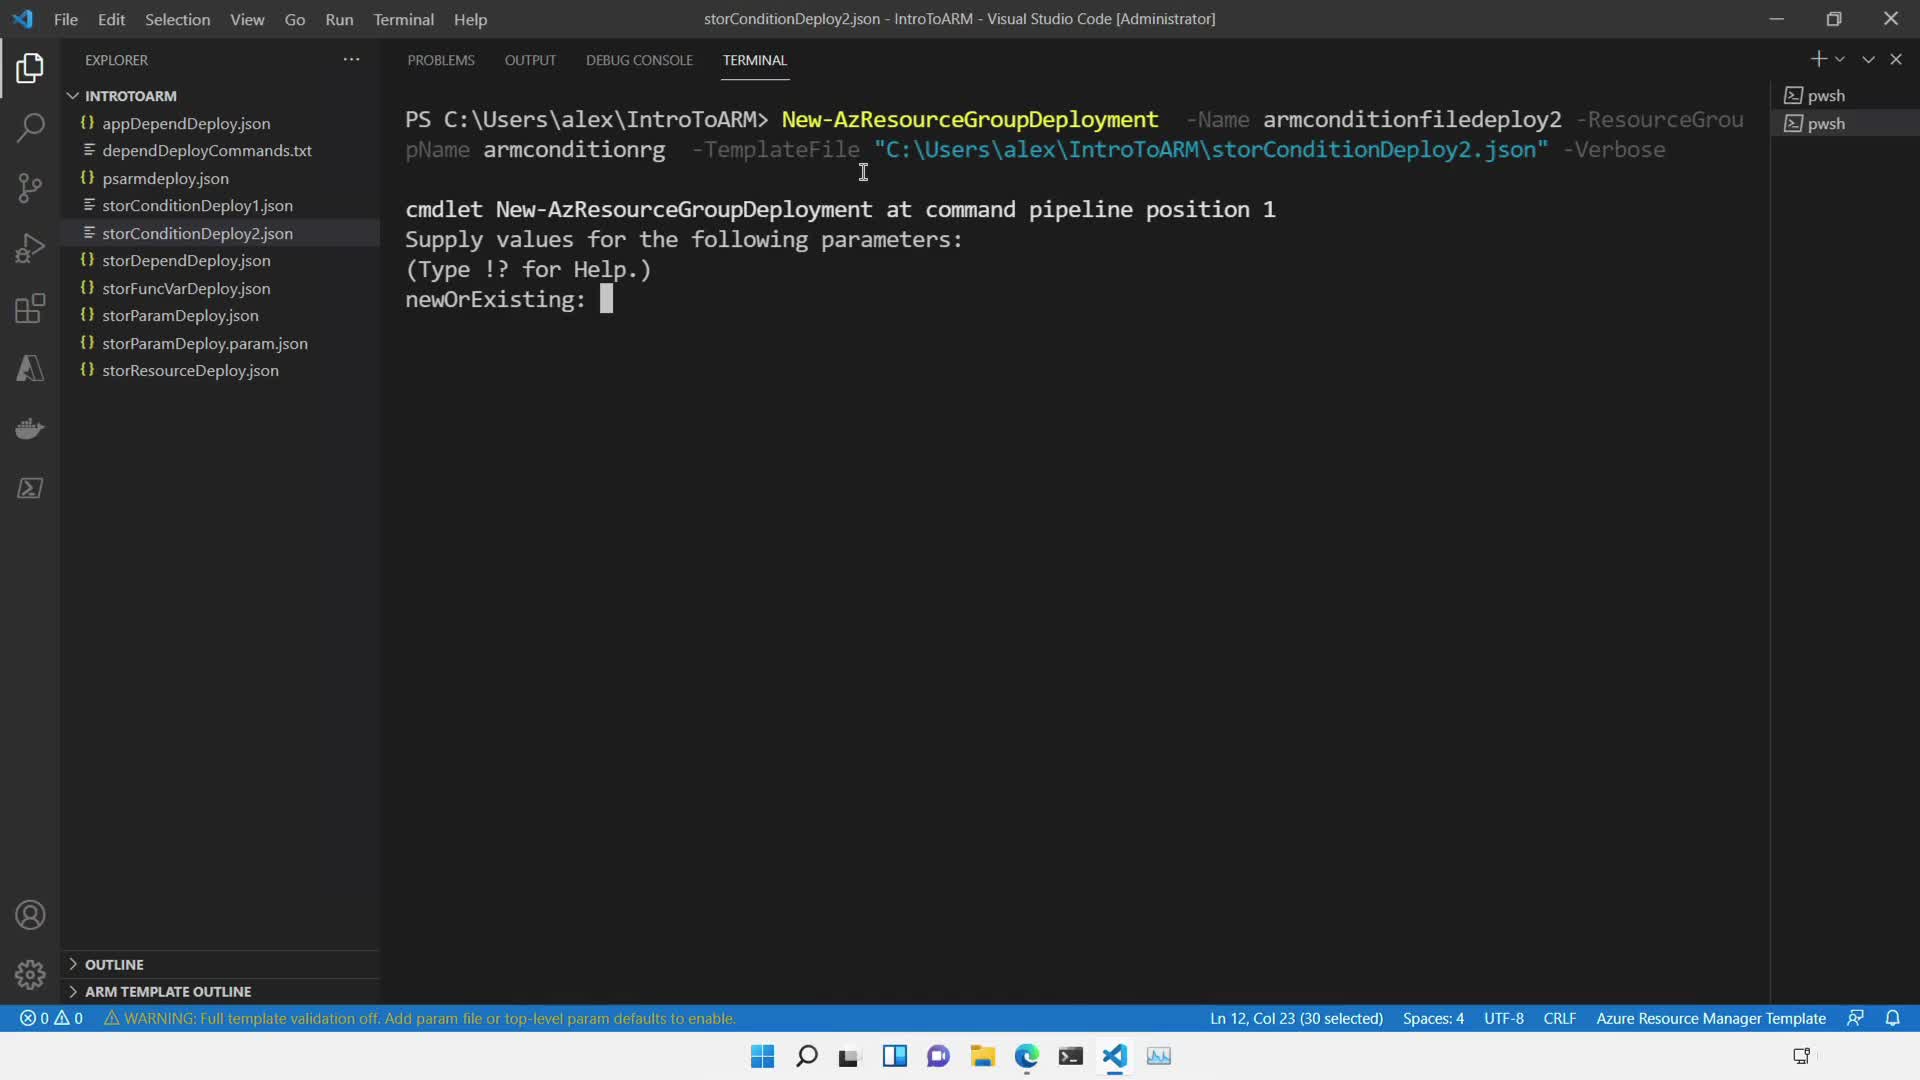 File Edit Selection View Go Run Terminal Help
storConditionDeploy2.json - IntroToARM - Visual Studio Code [Administrator]
EXPLORER
INTROTOARM
appDependDeploy.json
dependDeployCommands.txt
psarmdeploy.json
storConditionDeploy1.json
storConditionDeploy2.json
storDependDeploy.json
storFuncVarDeploy.json
storParamDeploy.json
storParamDeploy.param.json
storResourceDeploy.json
OUTLINE
ARM TEMPLATE OUTLINE
PROBLEMS OUTPUT DEBUG CONSOLE TERMINAL
PS C:\Users\alex\IntroToARM> New-AzResourceGroupDeployment -Name armconditionfiledeploy2 -ResourceGrou
pName armconditionrg -TemplateFile "C:\Users\alex\IntroToARM\storConditionDeploy2.json" -Verbose
cmdlet New-AzResourceGroupDeployment at command pipeline position 1
Supply values for the following parameters:
(Type !? for Help.)
newOrExisting:
pwsh
pwsh
0 0 WARNING: Full template validation off. Add param file or top-level param defaults to enable.
Ln 12, Col 23 (30 selected) Spaces: 4 UTF-8 CRLF Azure Resource Manager Template